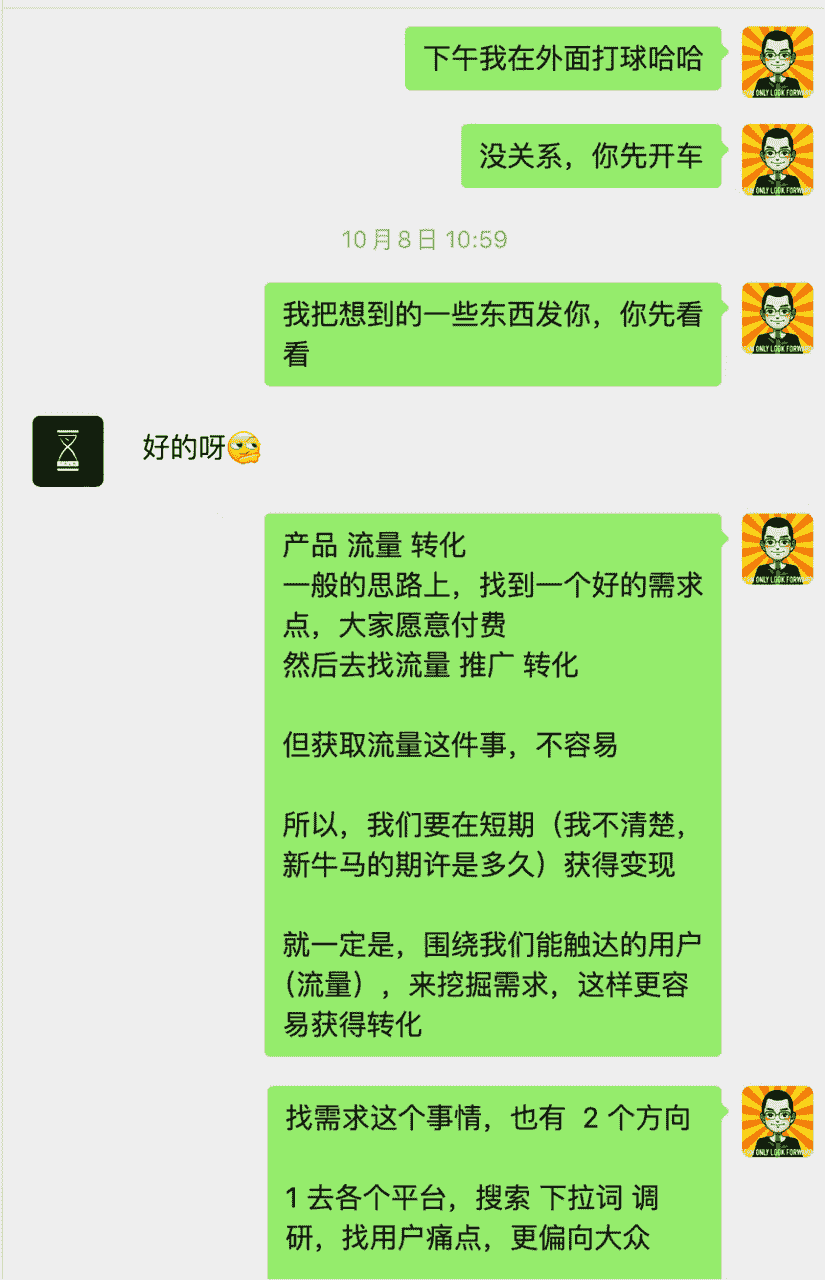 下午我在外面打球哈哈
没关系，你先开车
10月8日 10:59
我把想到的一些东西发你，你先看
看
好的呀
产品 流量 转化
一般的思路上，找到一个好的需求
点，大家愿意付费
然后去找流量 推广 转化
但获取流量这件事，不容易
所以，我们要在短期（我不清楚，
新牛马的期许是多久）获得变现
就一定是，围绕我们能触达的用户
（流量），来挖掘需求，这样更容
易获得转化
找需求这个事情，也有 2 个方向
1 去各个平台，搜索 下拉词 调
研，找用户痛点，更偏向大众